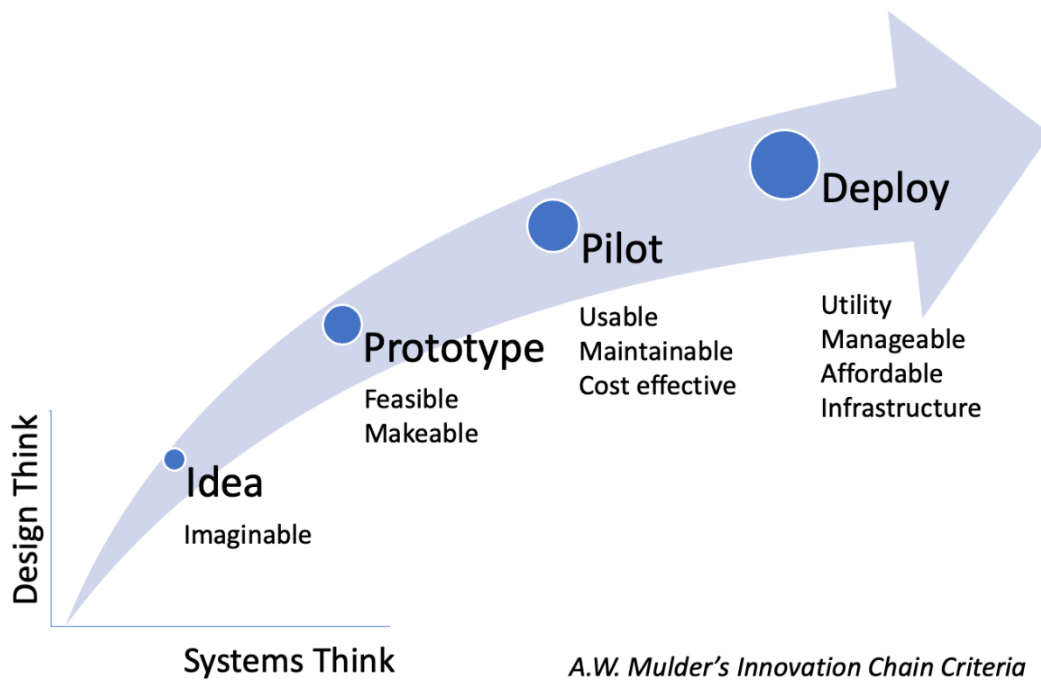 Deploy
Pilot
Utility
Manageable
Affordable
Infrastructure
Usable
Maintainable
Cost effective
Prototype
Feasible
Makeable
Idea
Imaginable
Design Think
Systems Think
A.W. Mulder's Innovation Chain Criteria